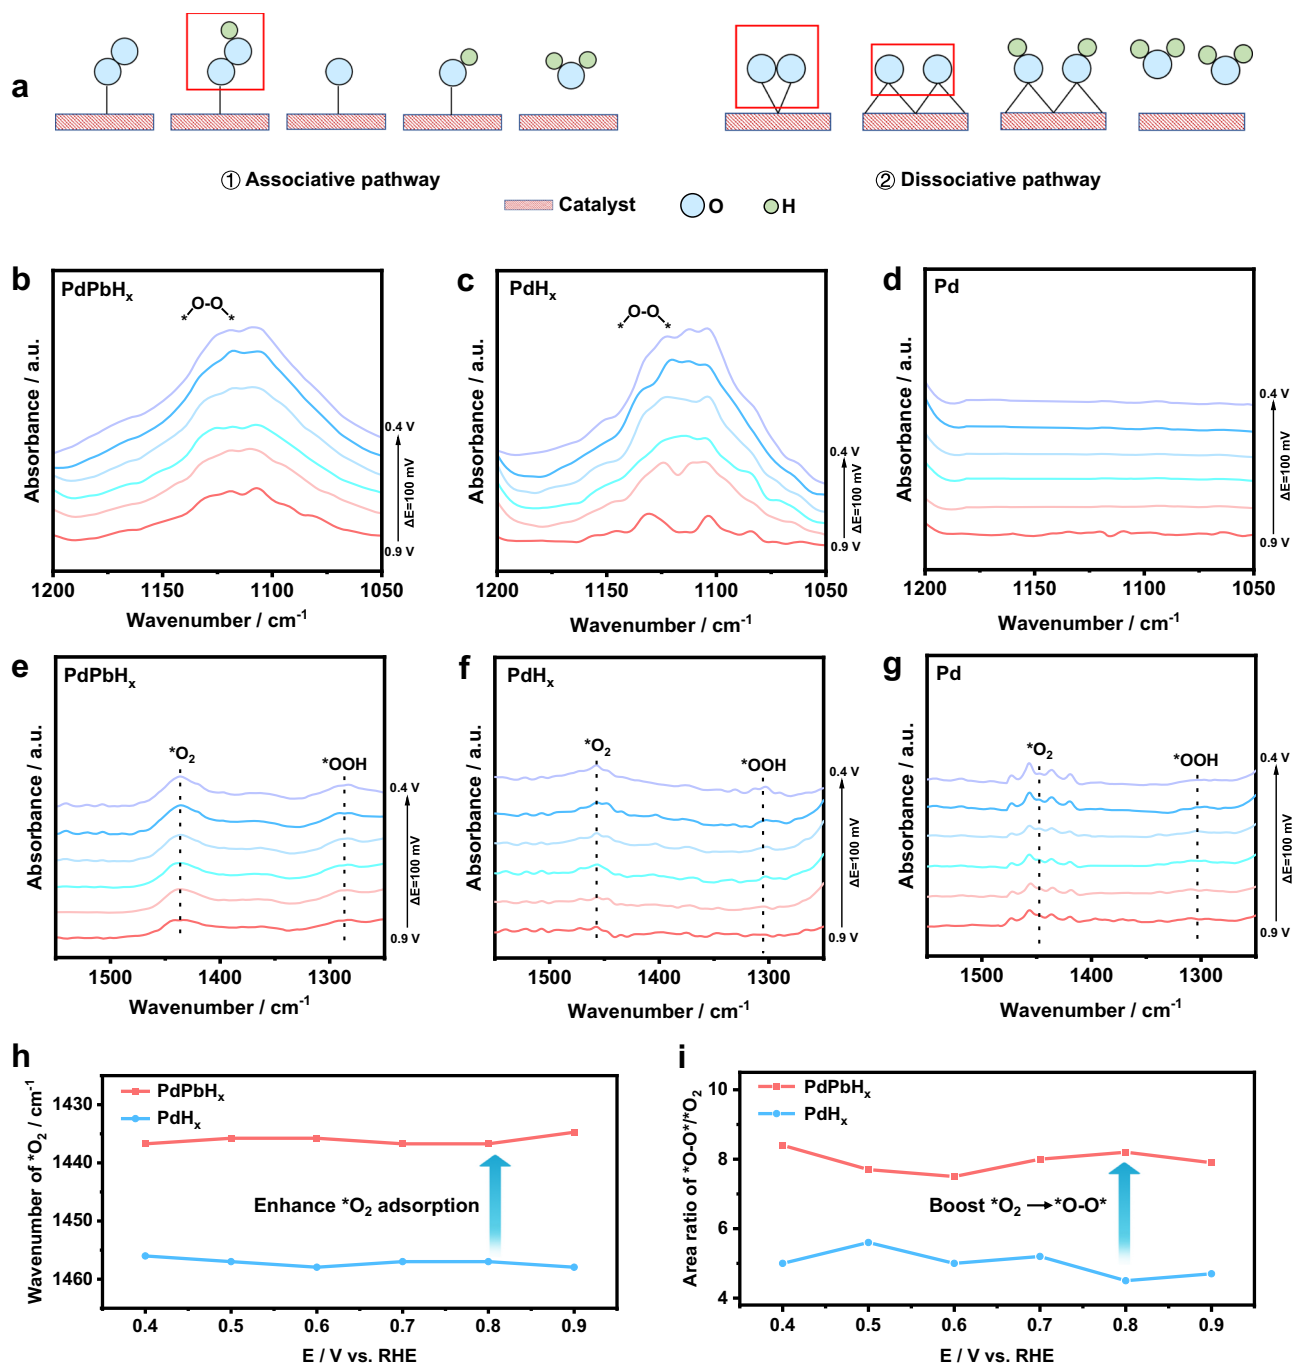 a
① Associative pathway
② Dissociative pathway
Catalyst
O
H
b
PdPbHₓ
*O-O*
Absorbance / a.u.
0.4 V
ΔE=100 mV
0.9 V
1200 1150 1100 1050
Wavenumber / cm⁻¹
c
PdHₓ
*O-O*
Absorbance / a.u.
0.4 V
ΔE=100 mV
0.9 V
1200 1150 1100 1050
Wavenumber / cm⁻¹
d
Pd
Absorbance / a.u.
0.4 V
ΔE=100 mV
0.9 V
1200 1150 1100 1050
Wavenumber / cm⁻¹
e
PdPbHₓ
*O₂
*OOH
Absorbance / a.u.
0.4 V
ΔE=100 mV
0.9 V
1500 1400 1300
Wavenumber / cm⁻¹
f
PdHₓ
*O₂
*OOH
Absorbance / a.u.
0.4 V
ΔE=100 mV
0.9 V
1500 1400 1300
Wavenumber / cm⁻¹
g
Pd
*O₂
*OOH
Absorbance / a.u.
0.4 V
ΔE=100 mV
0.9 V
1500 1400 1300
Wavenumber / cm⁻¹
h
PdPbHₓ
PdHₓ
Wavenumber of *O₂ / cm⁻¹
1430
1440
1450
1460
Enhance *O₂ adsorption
0.4 0.5 0.6 0.7 0.8 0.9
E / V vs. RHE
i
PdPbHₓ
PdHₓ
Area ratio of *O-O*/*O₂
10
8
6
4
Boost *O₂ → *O-O*
0.4 0.5 0.6 0.7 0.8 0.9
E / V vs. RHE